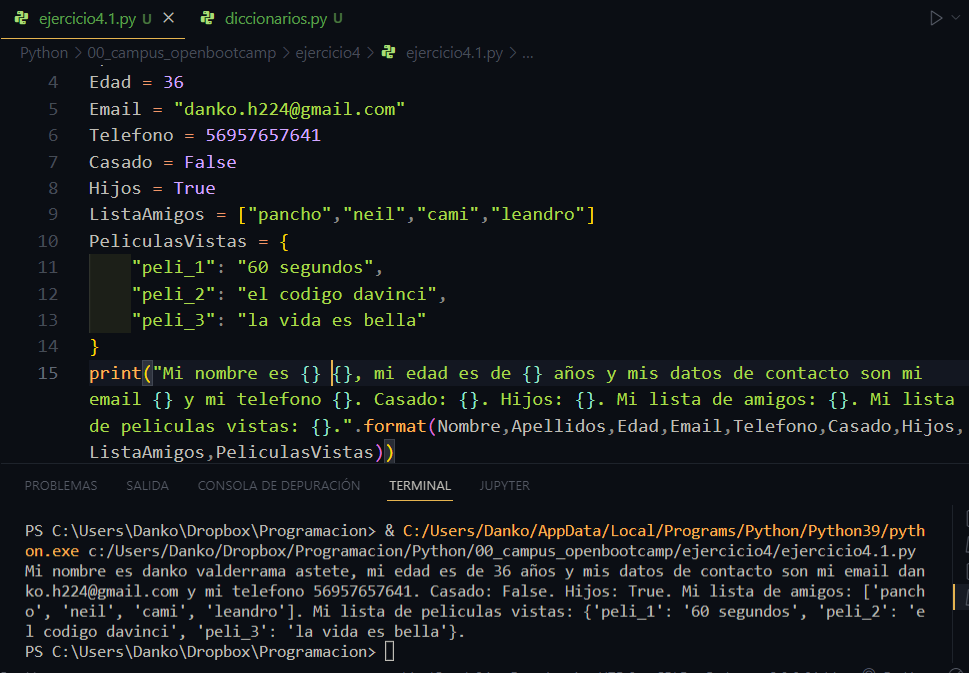 ejercicio4.1.py U × diccionarios.py U
Python > 00_campus_openbootcamp > ejercicio4 > ejercicio4.1.py > ...
4 Edad = 36
5 Email = "danko.h224@gmail.com"
6 Telefono = 56957657641
7 Casado = False
8 Hijos = True
9 ListaAmigos = ["pancho","neil","cami","leandro"]
10 PeliculasVistas = {
11 "peli_1": "60 segundos",
12 "peli_2": "el codigo davinci",
13 "peli_3": "la vida es bella"
14 }
15 print("Mi nombre es {} {}, mi edad es de {} años y mis datos de contacto son mi
email {} y mi telefono {}. Casado: {}. Hijos: {}. Mi lista de amigos: {}. Mi lista
de peliculas vistas: {}.".format(Nombre,Apellidos,Edad,Email,Telefono,Casado,Hijos,
ListaAmigos,PeliculasVistas))
PROBLEMAS SALIDA CONSOLA DE DEPURACIÓN TERMINAL JUPYTER
PS C:\Users\Danko\Dropbox\Programacion> & C:/Users/Danko/AppData/Local/Programs/Python/Python39/pyth
on.exe c:/Users/Danko/Dropbox/Programacion/Python/00_campus_openbootcamp/ejercicio4/ejercicio4.1.py
Mi nombre es danko valderrama astete, mi edad es de 36 años y mis datos de contacto son mi email dan
ko.h224@gmail.com y mi telefono 56957657641. Casado: False. Hijos: True. Mi lista de amigos: ['panch
o', 'neil', 'cami', 'leandro']. Mi lista de peliculas vistas: {'peli_1': '60 segundos', 'peli_2': 'e
l codigo davinci', 'peli_3': 'la vida es bella'}.
PS C:\Users\Danko\Dropbox\Programacion>